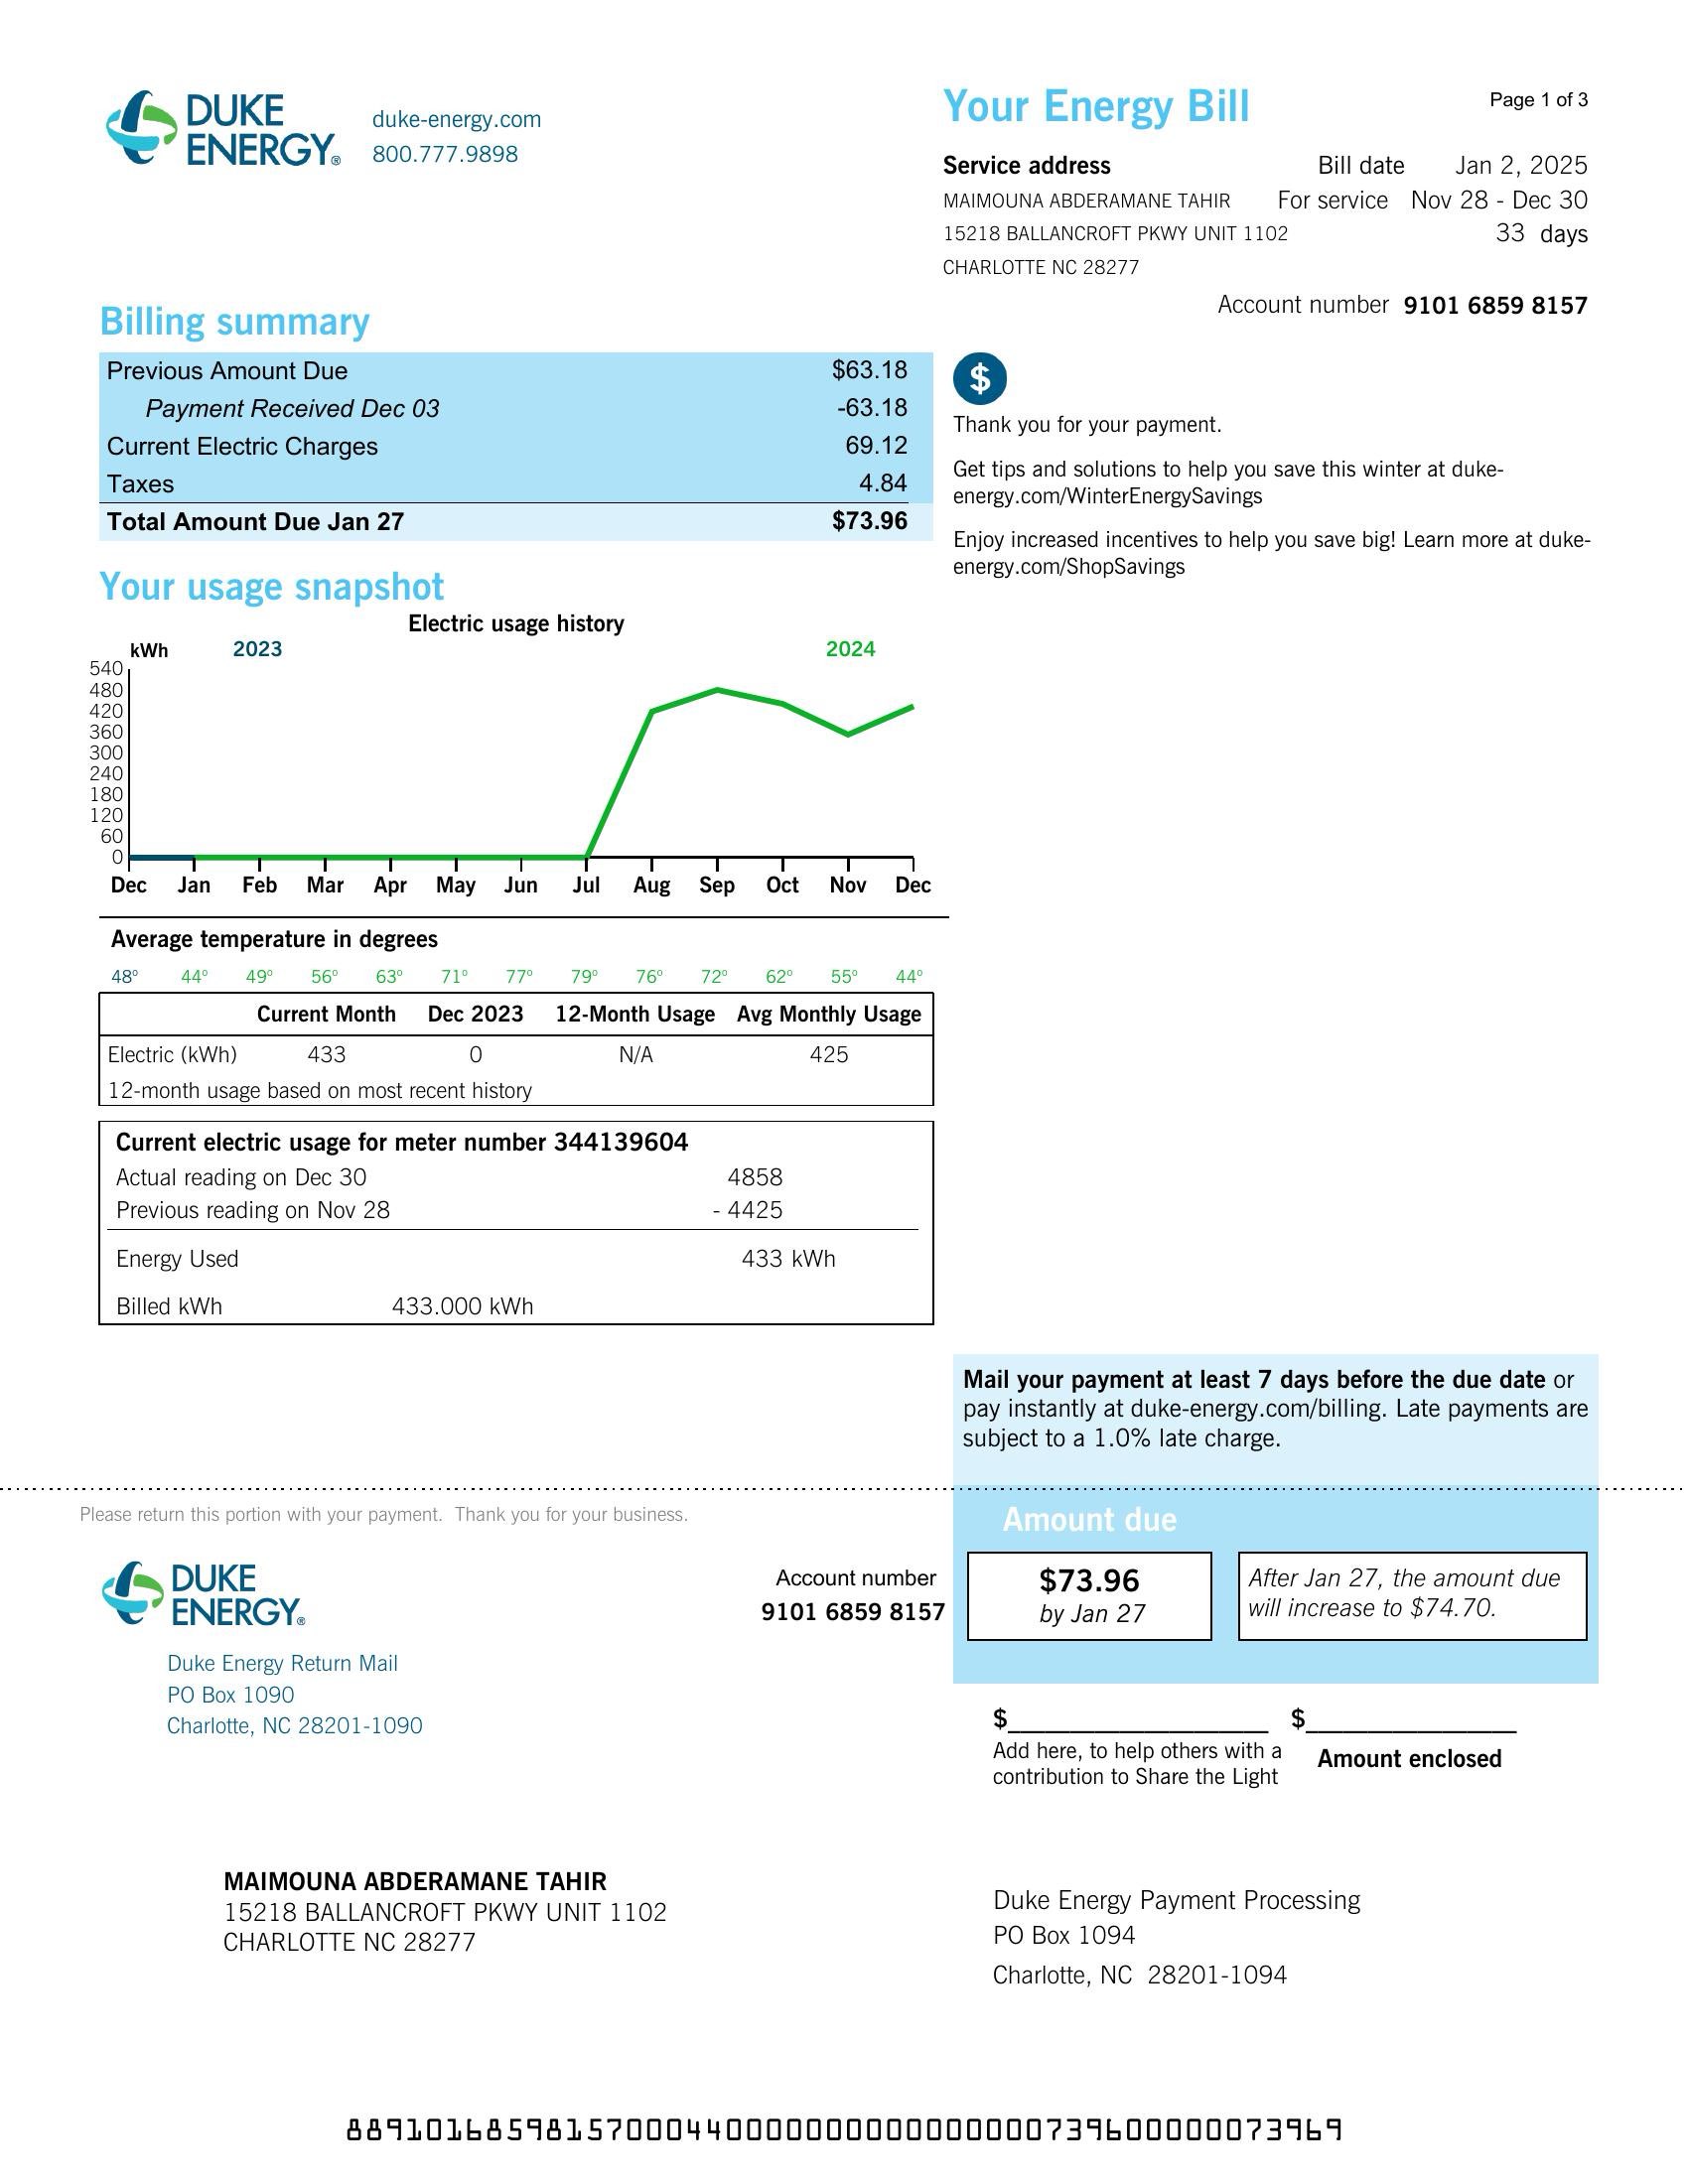 DUKE ENERGY®
duke-energy.com
800.777.9898
Your Energy Bill
Page 1 of 3
Service address
Bill date Jan 2, 2025
MAIMOUNA ABDERAMANE TAHIR
For service Nov 28 - Dec 30
15218 BALLANCROFT PKWY UNIT 1102
33 days
CHARLOTTE NC 28277
Account number 9101 6859 8157
Billing summary
Previous Amount Due $63.18
Payment Received Dec 03 -63.18
Current Electric Charges 69.12
Taxes 4.84
Total Amount Due Jan 27 $73.96
$
Thank you for your payment.
Get tips and solutions to help you save this winter at duke-
energy.com/WinterEnergySavings
Enjoy increased incentives to help you save big! Learn more at duke-
energy.com/ShopSavings
Your usage snapshot
Electric usage history
kWh 2023 2024
540
480
420
360
300
240
180
120
60
0
Dec Jan Feb Mar Apr May Jun Jul Aug Sep Oct Nov Dec
Average temperature in degrees
48° 44° 49° 56° 63° 71° 77° 79° 76° 72° 62° 55° 44°
Current Month Dec 2023 12-Month Usage Avg Monthly Usage
Electric (kWh) 433 0 N/A 425
12-month usage based on most recent history
Current electric usage for meter number 344139604
Actual reading on Dec 30 4858
Previous reading on Nov 28 - 4425
Energy Used 433 kWh
Billed kWh 433.000 kWh
Mail your payment at least 7 days before the due date or
pay instantly at duke-energy.com/billing. Late payments are
subject to a 1.0% late charge.
Please return this portion with your payment. Thank you for your business.
Amount due
DUKE ENERGY®
Account number
9101 6859 8157
$73.96
by Jan 27
After Jan 27, the amount due
will increase to $74.70.
Duke Energy Return Mail
PO Box 1090
Charlotte, NC 28201-1090
$____________________ $________________
Add here, to help others with a
contribution to Share the Light
Amount enclosed
MAIMOUNA ABDERAMANE TAHIR
15218 BALLANCROFT PKWY UNIT 1102
CHARLOTTE NC 28277
Duke Energy Payment Processing
PO Box 1094
Charlotte, NC 28201-1094
88910168598157000440000000000000000739600000073969